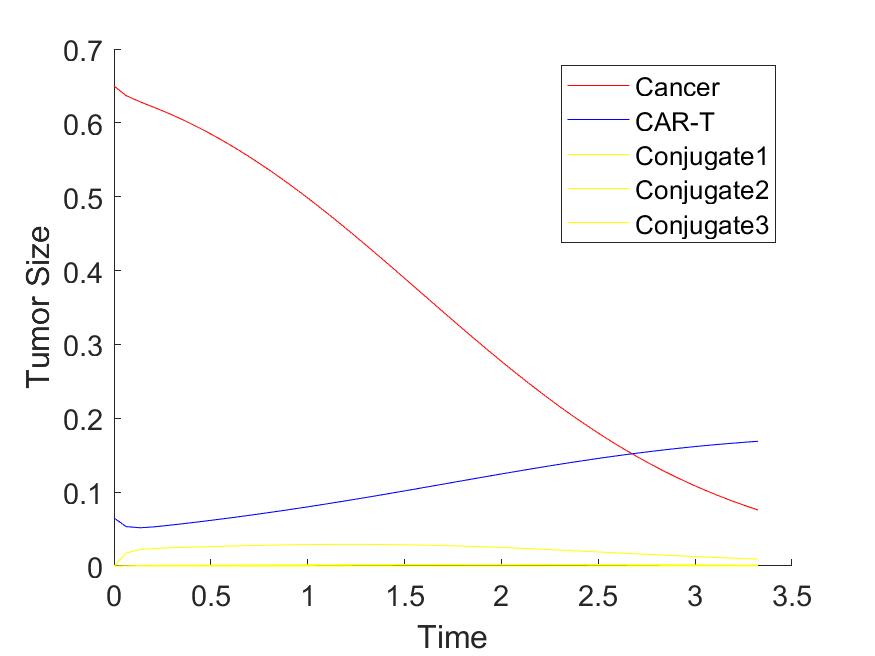 0.7
0.6
0.5
0.4
0.3
0.2
0.1
0
Tumor Size
Cancer
CAR-T
Conjugate1
Conjugate2
Conjugate3
0 0.5 1 1.5 2 2.5 3 3.5
Time